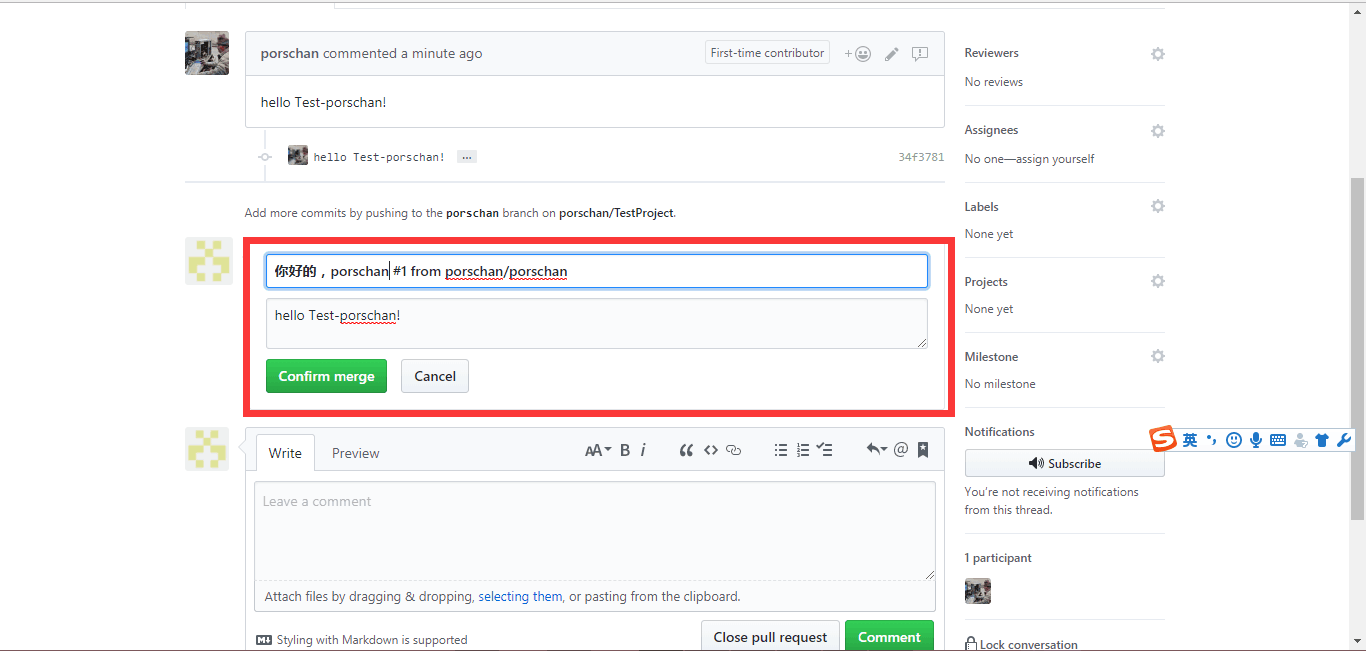 porschan commented a minute ago
First-time contributor
hello Test-porschan!
hello Test-porschan!
...
34f3781
Add more commits by pushing to the porschan branch on porschan/TestProject.
你好的，porschan #1 from porschan/porschan
hello Test-porschan!
Confirm merge
Cancel
Write
Preview
AA
B
i
@
Leave a comment
Attach files by dragging & dropping, selecting them, or pasting from the clipboard.
Styling with Markdown is supported
Close pull request
Comment
Reviewers
No reviews
Assignees
No one—assign yourself
Labels
None yet
Projects
None yet
Milestone
No milestone
Notifications
英
Subscribe
You're not receiving notifications
from this thread.
1 participant
Lock conversation